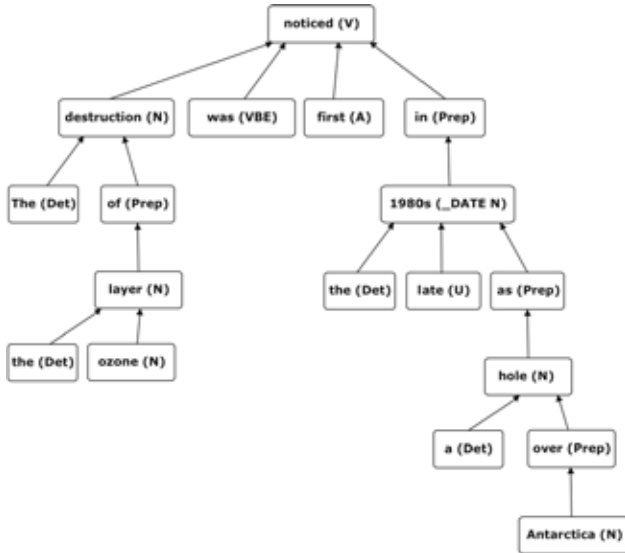 noticed (V)
destruction (N) was (VBE) first (A) in (Prep)
The (Det) of (Prep) 1980s (_DATE N)
layer (N) the (Det) late (U) as (Prep)
the (Det) ozone (N) hole (N)
a (Det) over (Prep)
Antarctica (N)